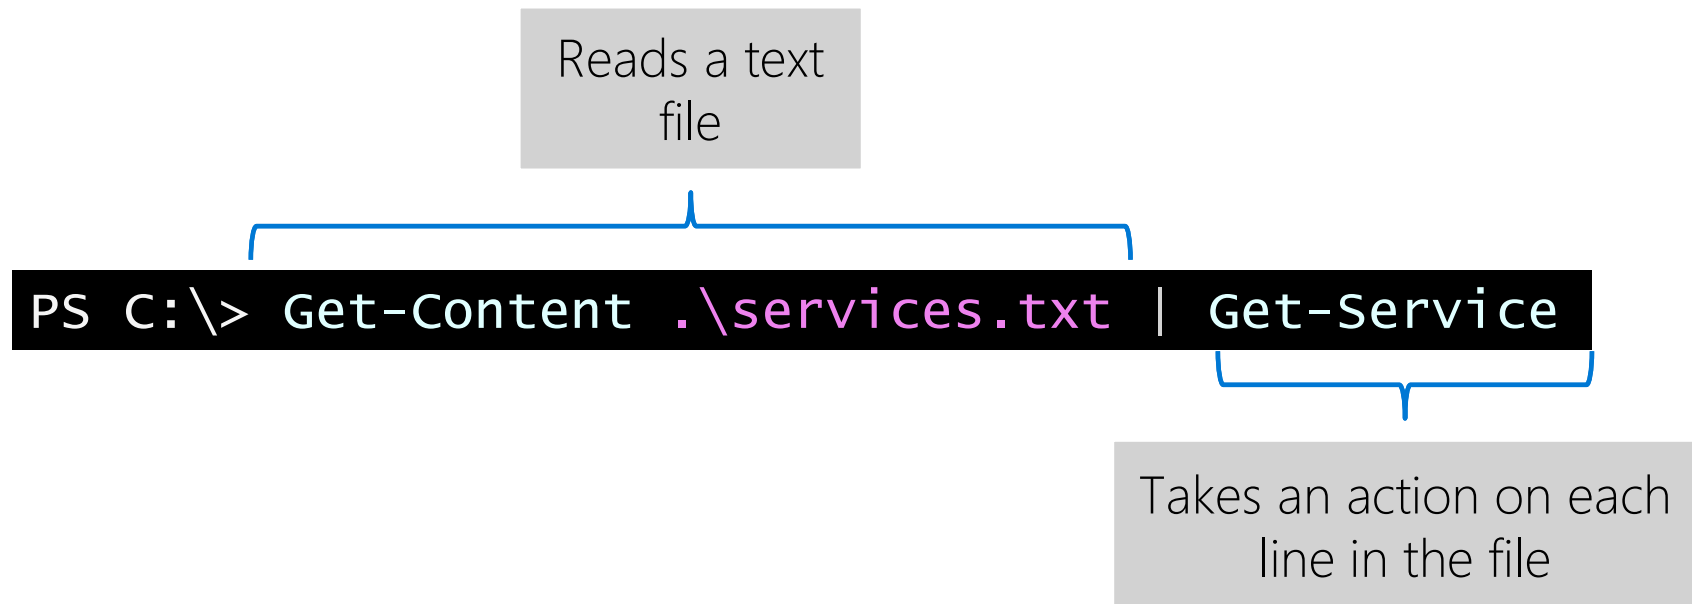 Reads a text
file
PS C:\> Get-Content .\services.txt | Get-Service
Takes an action on each
line in the file